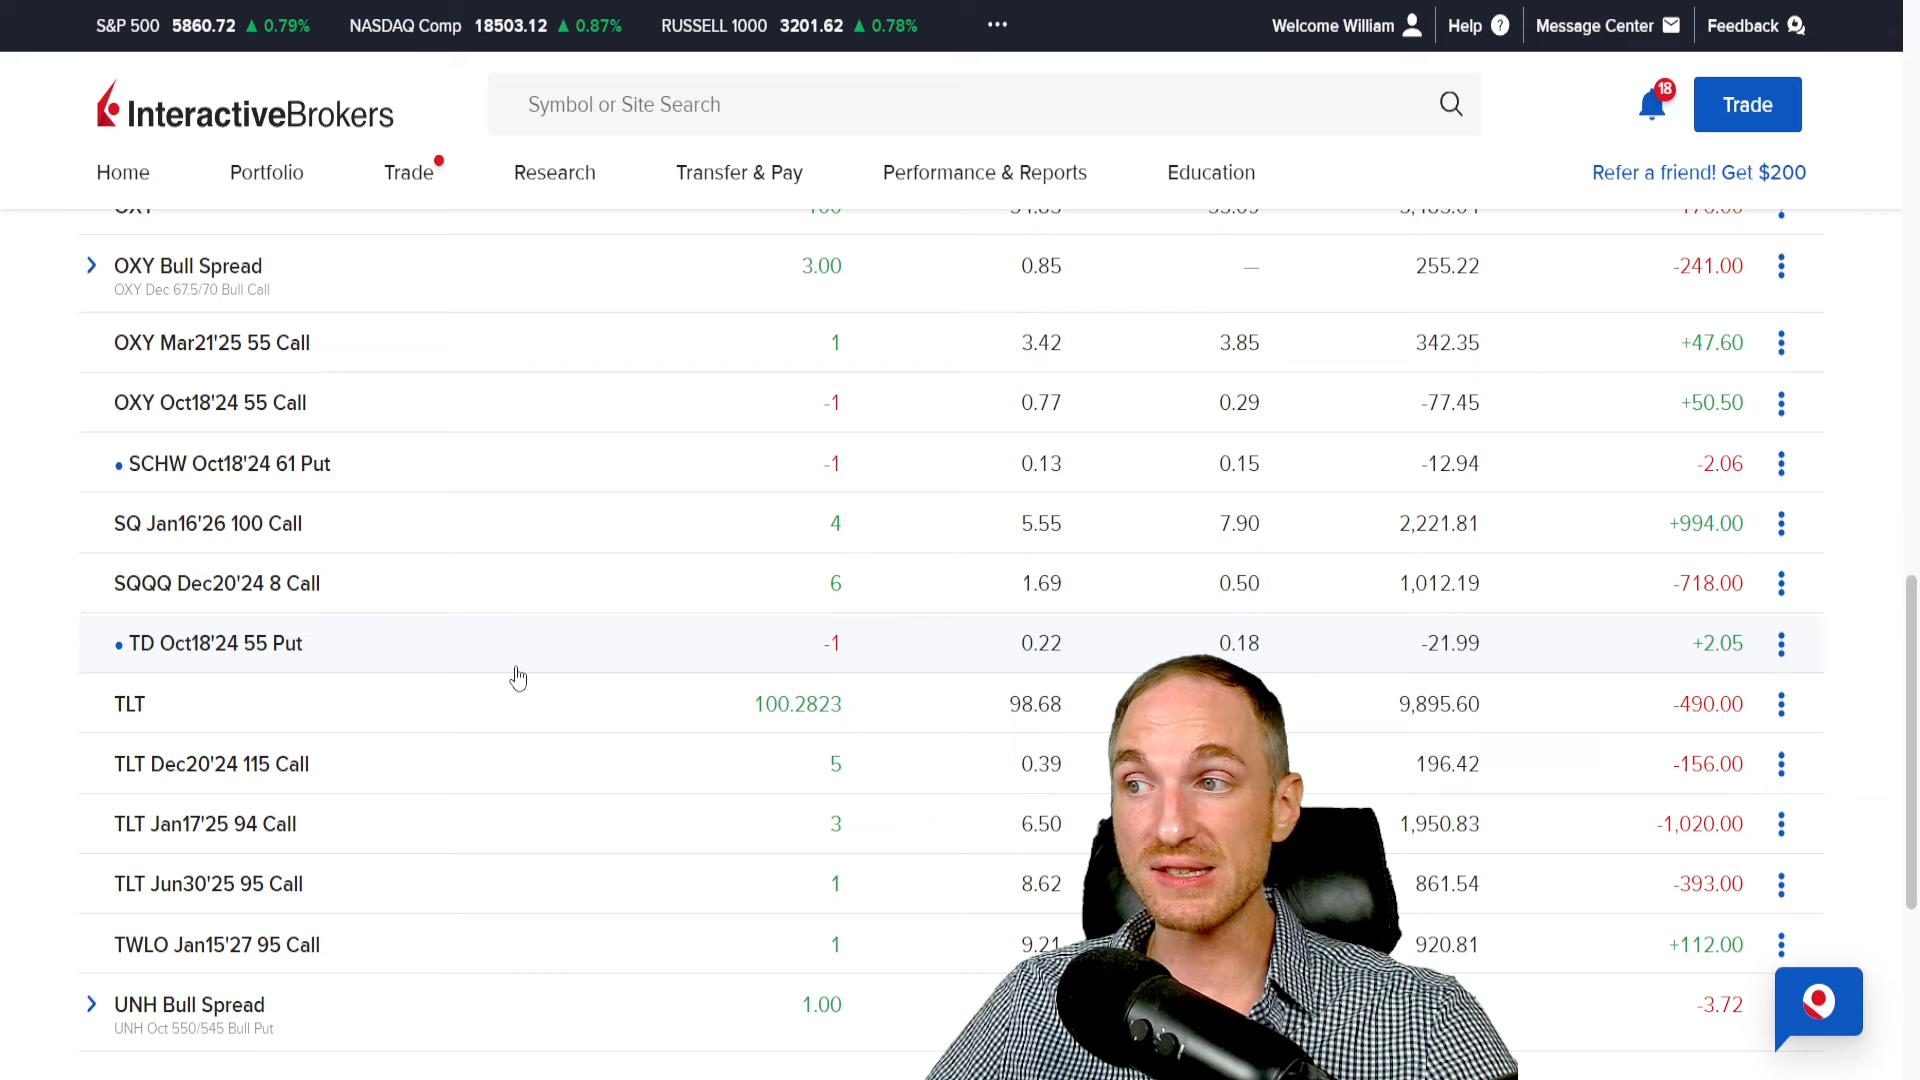 S&P 500 5860.72 ▲ 0.79% NASDAQ Comp 18503.12 ▲ 0.87% RUSSELL 1000 3201.62 ▲ 0.78% ••• Welcome William Help ? Message Center Feedback
InteractiveBrokers Symbol or Site Search 18 Trade
Home Portfolio Trade Research Transfer & Pay Performance & Reports Education Refer a friend! Get $200
OXY Bull Spread 3.00 0.85 — 255.22 -241.00
OXY Dec 67.5/70 Bull Call
OXY Mar21'25 55 Call 1 3.42 3.85 342.35 +47.60
OXY Oct18'24 55 Call -1 0.77 0.29 -77.45 +50.50
• SCHW Oct18'24 61 Put -1 0.13 0.15 -12.94 -2.06
SQ Jan16'26 100 Call 4 5.55 7.90 2,221.81 +994.00
SQQQ Dec20'24 8 Call 6 1.69 0.50 1,012.19 -718.00
• TD Oct18'24 55 Put -1 0.22 0.18 -21.99 +2.05
TLT 100.2823 98.68 9,895.60 -490.00
TLT Dec20'24 115 Call 5 0.39 196.42 -156.00
TLT Jan17'25 94 Call 3 6.50 1,950.83 -1,020.00
TLT Jun30'25 95 Call 1 8.62 861.54 -393.00
TWLO Jan15'27 95 Call 1 9.21 920.81 +112.00
UNH Bull Spread 1.00 -3.72
UNH Oct 550/545 Bull Put